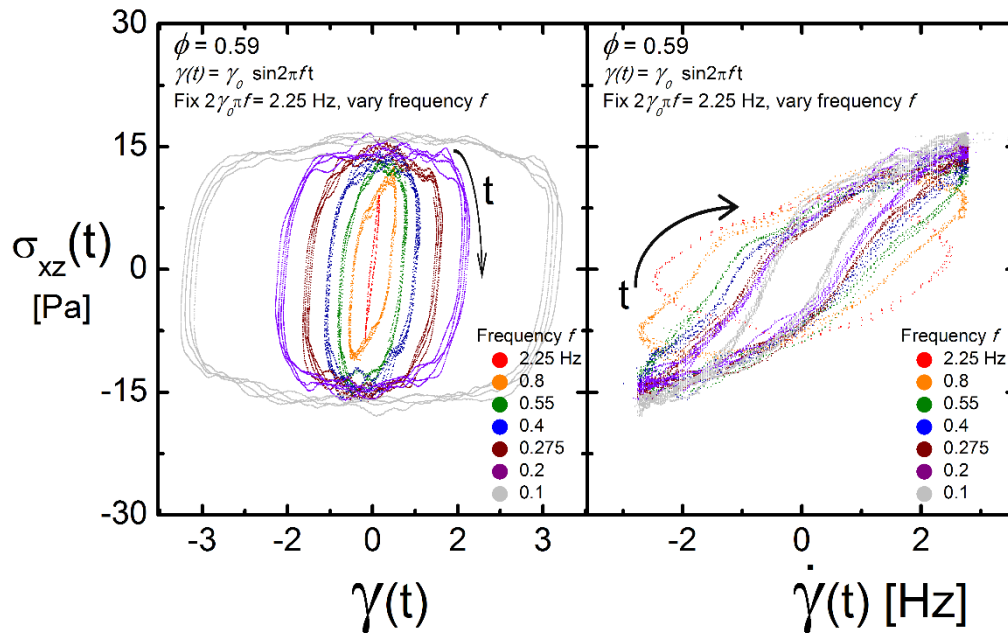 30
15
0
-15
-30
σxz(t)
[Pa]
ϕ = 0.59
γ(t) = γo sin2πft
Fix 2γoπf = 2.25 Hz, vary frequency f
t
Frequency f
2.25 Hz
0.8
0.55
0.4
0.275
0.2
0.1
-3 -2 0 2 3
γ(t)
ϕ = 0.59
γ(t) = γo sin2πft
Fix 2γoπf = 2.25 Hz, vary frequency f
t
Frequency f
2.25 Hz
0.8
0.55
0.4
0.275
0.2
0.1
-2 0 2
γ̇(t) [Hz]